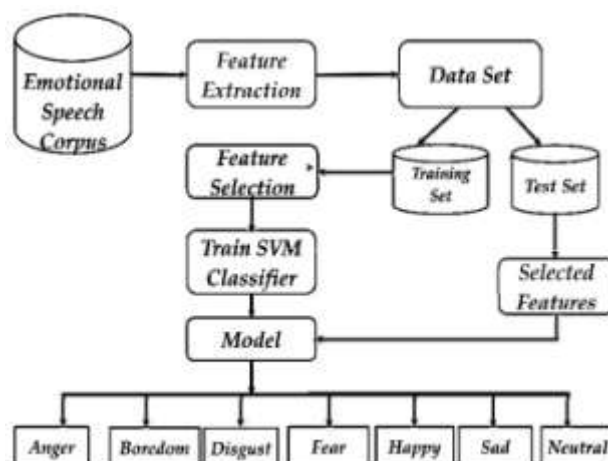 Emotional
Speech
Corpus
Feature
Extraction
Data Set
Feature
Selection
Training
Set
Test Set
Train SVM
Classifier
Selected
Features
Model
Anger
Boredom
Disgust
Fear
Happy
Sad
Neutral